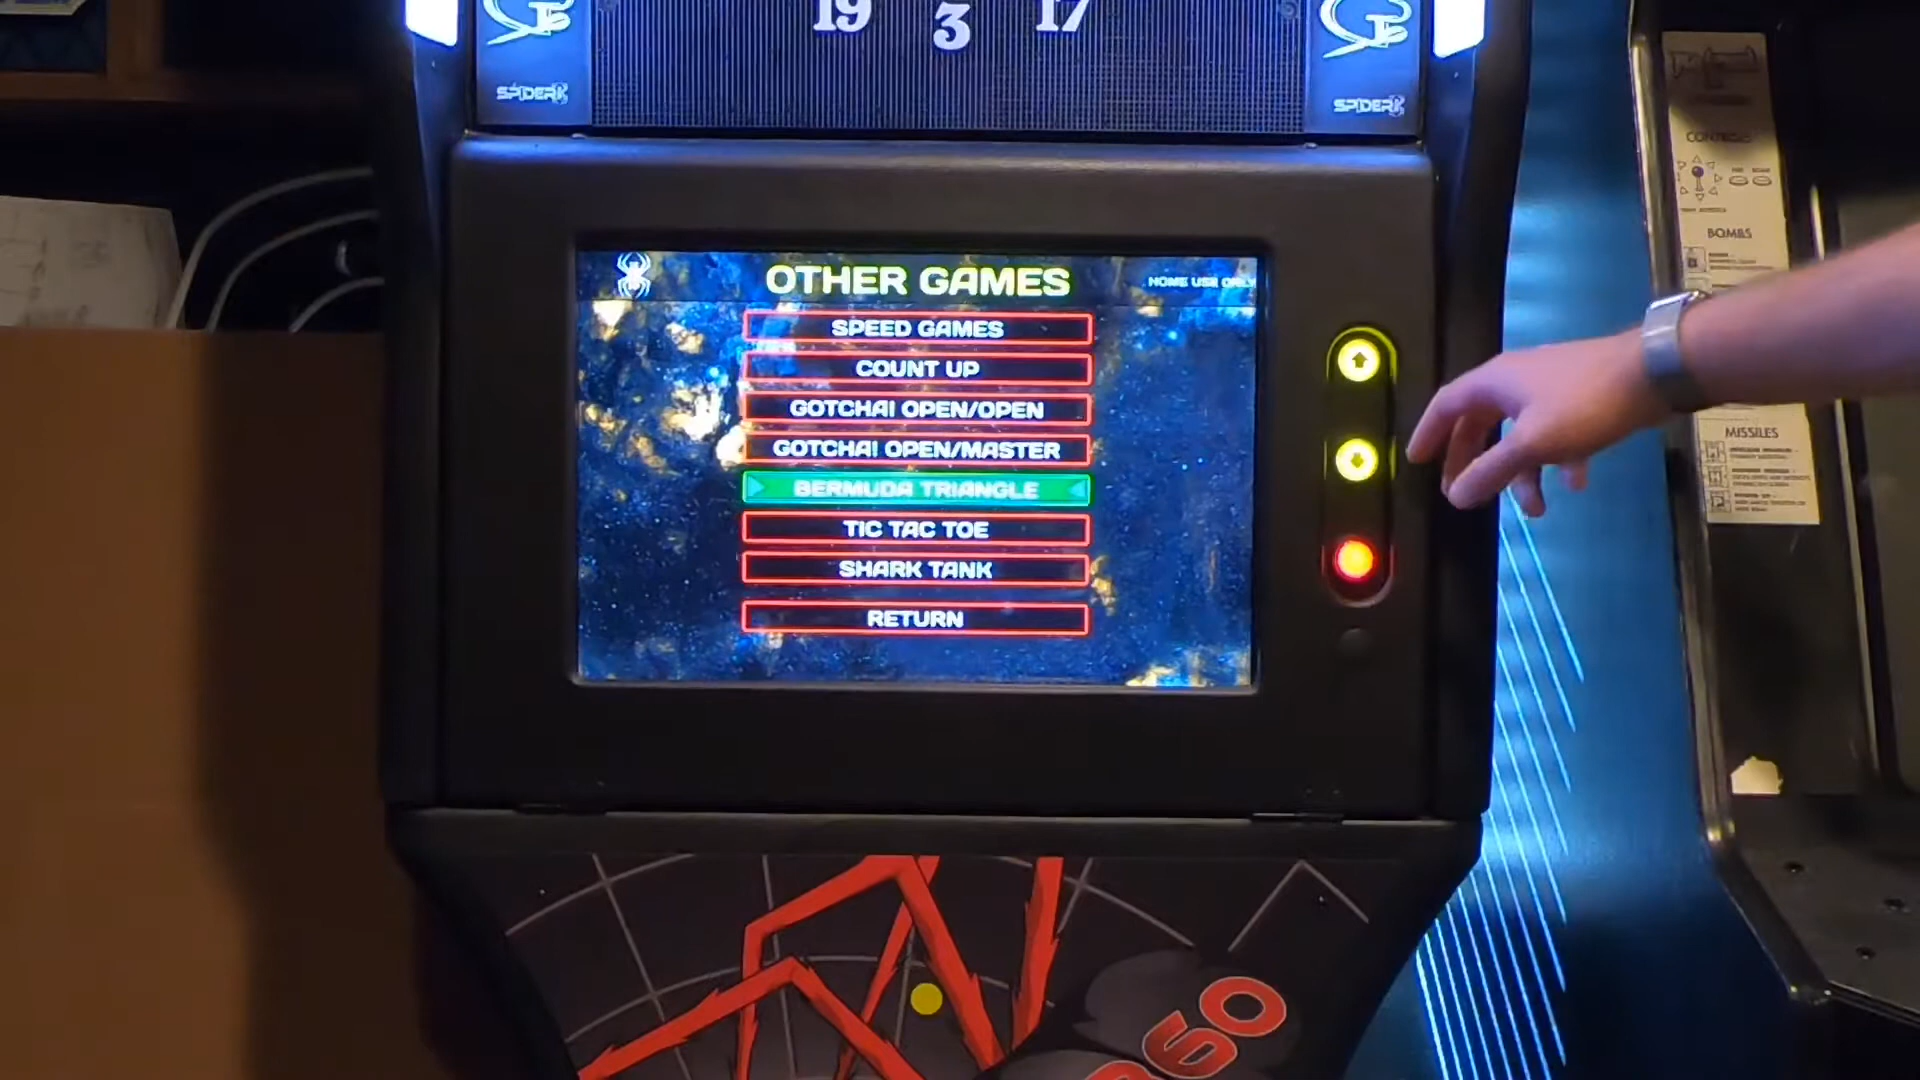 19 3 17
SPIDER
SPIDER
OTHER GAMES
HOME USE ONLY
SPEED GAMES
COUNT UP
GOTCHA! OPEN/OPEN
GOTCHA! OPEN/MASTER
BERMUDA TRIANGLE
TIC TAC TOE
SHARK TANK
RETURN
CONTROLS
BOMBS
MISSILES
360